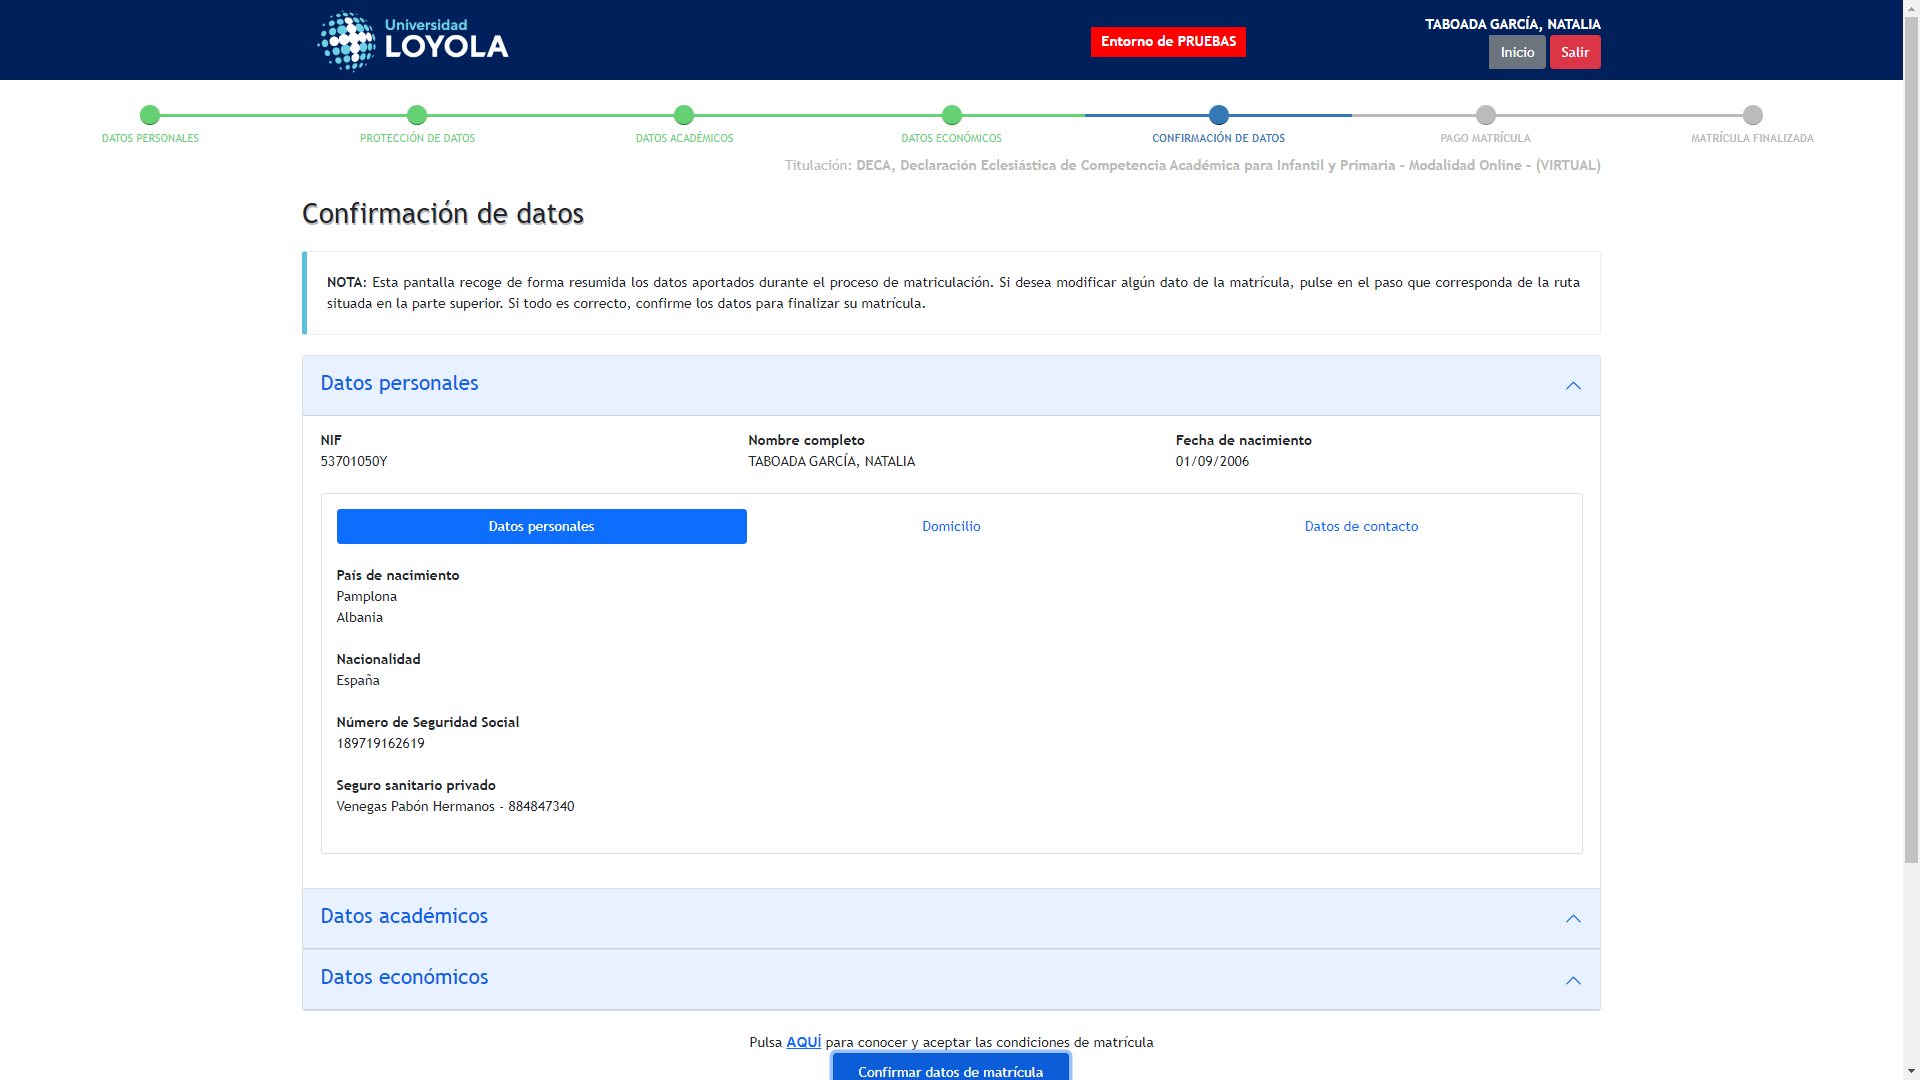 Universidad
LOYOLA
Entorno de PRUEBAS
TABOADA GARCÍA, NATALIA
Inicio
Salir
DATOS PERSONALES
PROTECCIÓN DE DATOS
DATOS ACADÉMICOS
DATOS ECONÓMICOS
CONFIRMACIÓN DE DATOS
PAGO MATRÍCULA
MATRÍCULA FINALIZADA
Titulación: DECA, Declaración Eclesiástica de Competencia Académica para Infantil y Primaria - Modalidad Online - (VIRTUAL)
Confirmación de datos
NOTA: Esta pantalla recoge de forma resumida los datos aportados durante el proceso de matriculación. Si desea modificar algún dato de la matrícula, pulse en el paso que corresponda de la ruta
situada en la parte superior. Si todo es correcto, confirme los datos para finalizar su matrícula.
Datos personales
NIF
53701050Y
Nombre completo
TABOADA GARCÍA, NATALIA
Fecha de nacimiento
01/09/2006
Datos personales
Domicilio
Datos de contacto
País de nacimiento
Pamplona
Albania
Nacionalidad
España
Número de Seguridad Social
189719162619
Seguro sanitario privado
Venegas Pabón Hermanos - 884847340
Datos académicos
Datos económicos
Pulsa AQUÍ para conocer y aceptar las condiciones de matrícula
Confirmar datos de matrícula